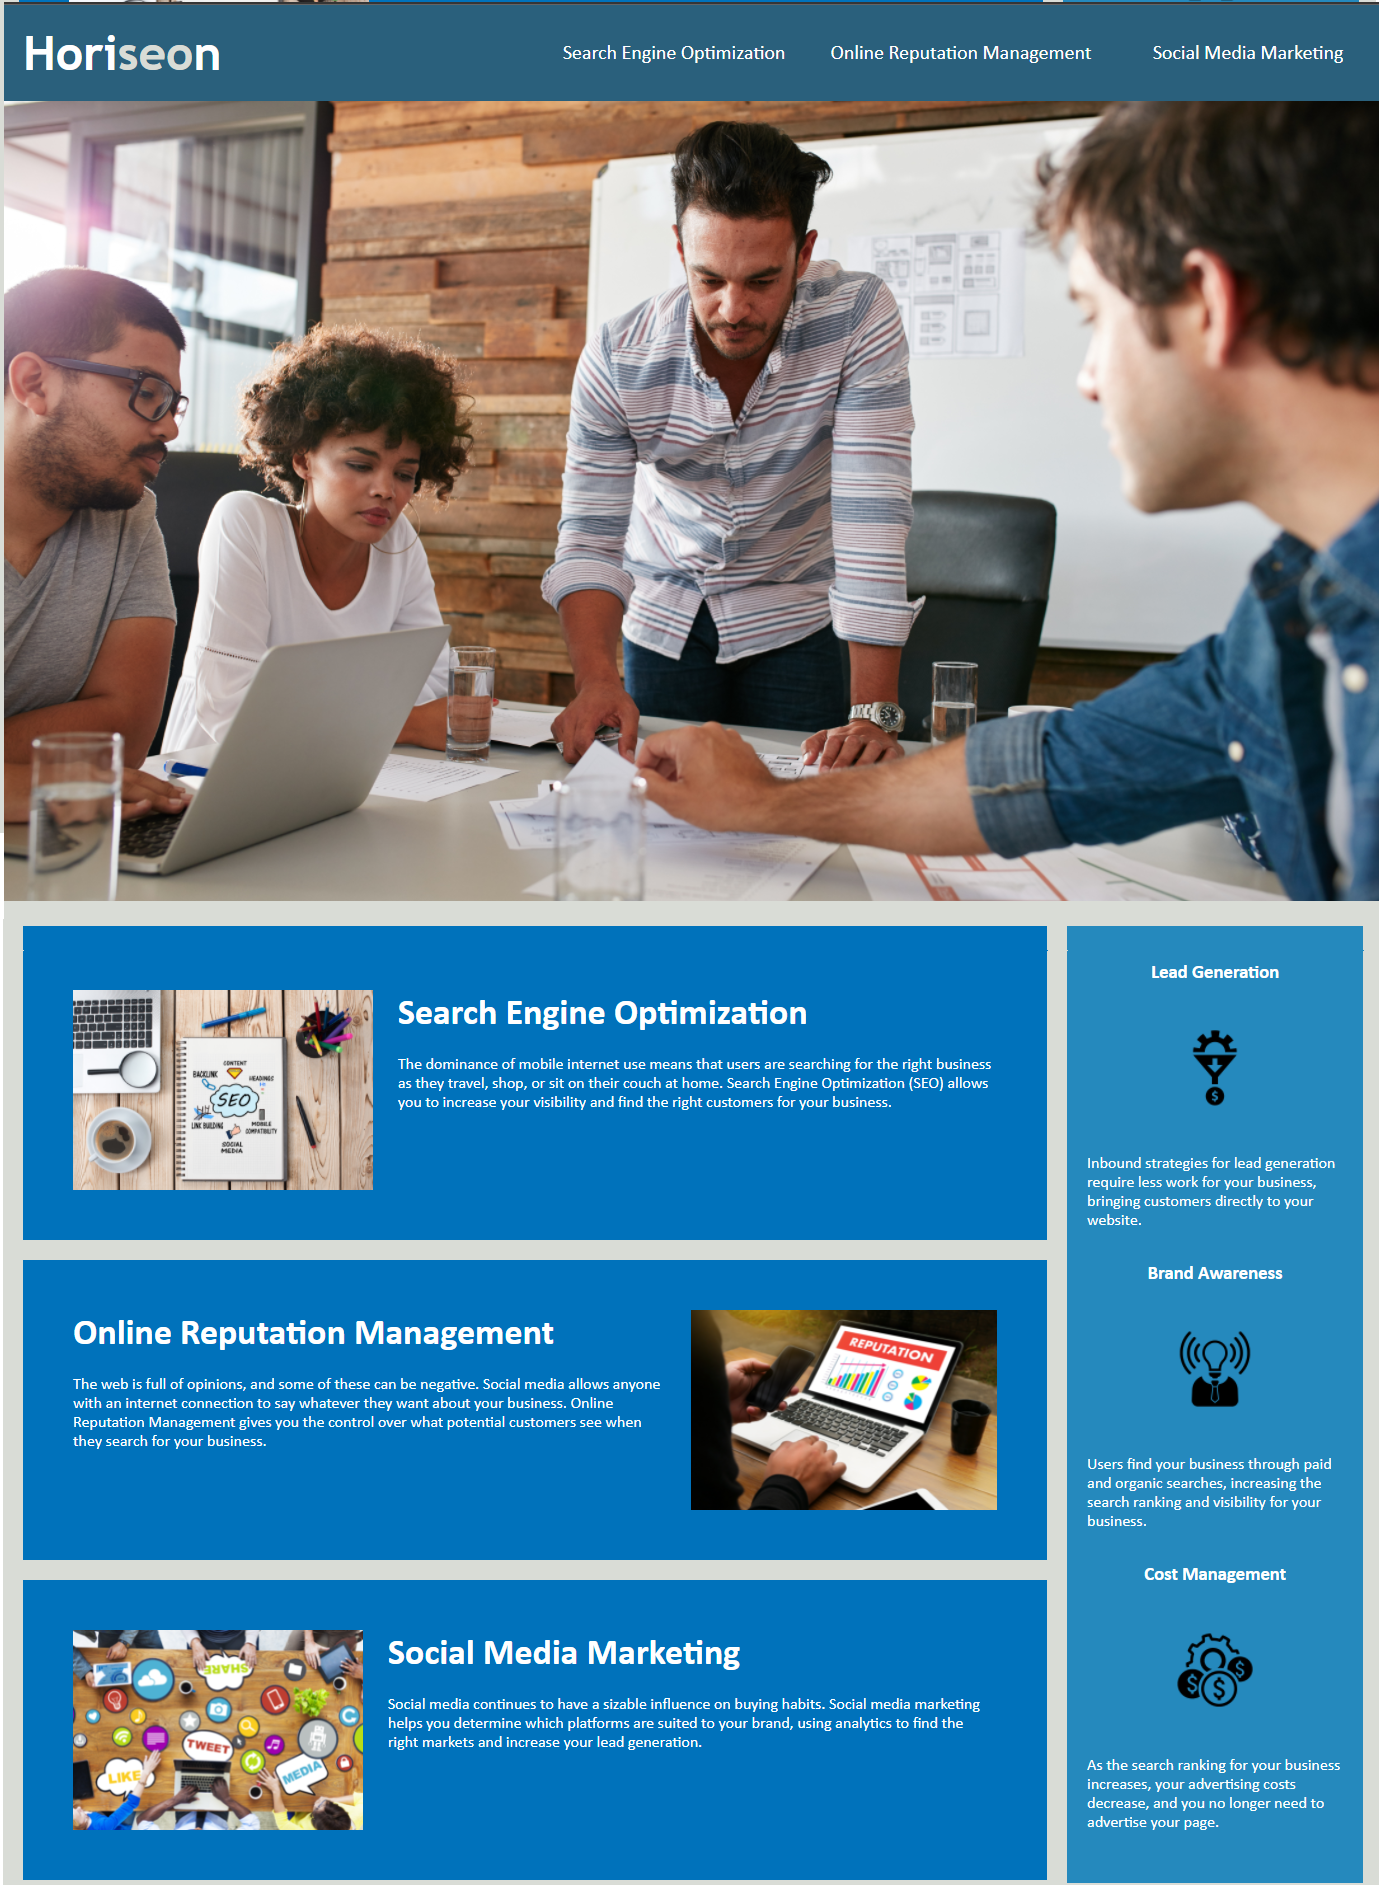 Horiseon
Search Engine Optimization
Online Reputation Management
Social Media Marketing
Search Engine Optimization
The dominance of mobile internet use means that users are searching for the right business
as they travel, shop, or sit on their couch at home. Search Engine Optimization (SEO) allows
you to increase your visibility and find the right customers for your business.
CONTENT
BACKLINK
HEADINGS
SEO
LINK BUILDING
MOBILE
COMPATIBILITY
SOCIAL
MEDIA
Online Reputation Management
The web is full of opinions, and some of these can be negative. Social media allows anyone
with an internet connection to say whatever they want about your business. Online
Reputation Management gives you the control over what potential customers see when
they search for your business.
REPUTATION
Social Media Marketing
Social media continues to have a sizable influence on buying habits. Social media marketing
helps you determine which platforms are suited to your brand, using analytics to find the
right markets and increase your lead generation.
SHARE
TWEET
LIKE
MEDIA
Lead Generation
$
Inbound strategies for lead generation
require less work for your business,
bringing customers directly to your
website.
Brand Awareness
Users find your business through paid
and organic searches, increasing the
search ranking and visibility for your
business.
Cost Management
$ $ $
As the search ranking for your business
increases, your advertising costs
decrease, and you no longer need to
advertise your page.